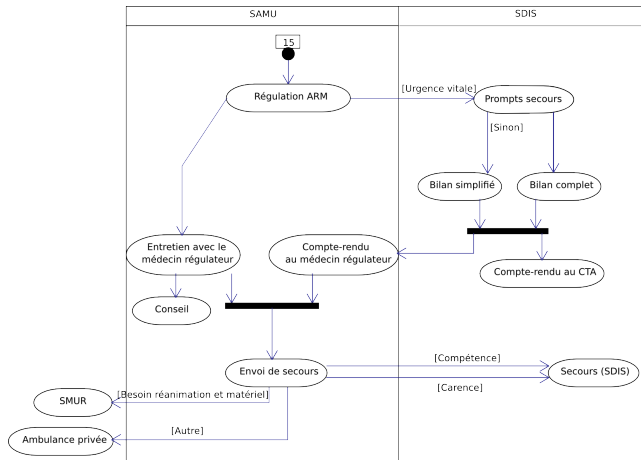 SAMU
SDIS
15
Régulation ARM
[Urgence vitale]
Prompts secours
[Sinon]
Bilan simplifié
Bilan complet
Entretien avec le
médecin régulateur
Compte-rendu
au médecin régulateur
Compte-rendu au CTA
Conseil
Envoi de secours
[Compétence]
Secours (SDIS)
[Carence]
[Besoin réanimation et matériel]
SMUR
[Autre]
Ambulance privée